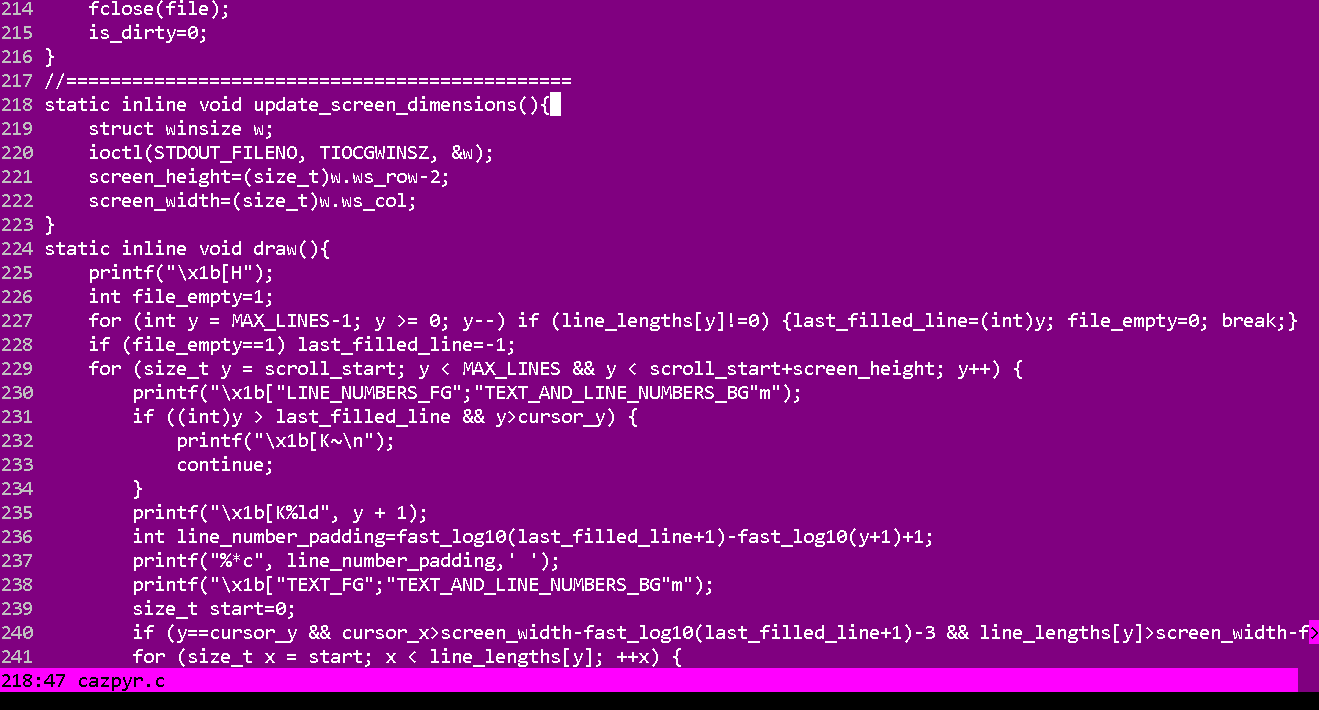 214     fclose(file);
215     is_dirty=0;
216 }
217 //==============================================
218 static inline void update_screen_dimensions(){
219     struct winsize w;
220     ioctl(STDOUT_FILENO, TIOCGWINSZ, &w);
221     screen_height=(size_t)w.ws_row-2;
222     screen_width=(size_t)w.ws_col;
223 }
224 static inline void draw(){
225     printf("\x1b[H");
226     int file_empty=1;
227     for (int y = MAX_LINES-1; y >= 0; y--) if (line_lengths[y]!=0) {last_filled_line=(int)y; file_empty=0; break;}
228     if (file_empty==1) last_filled_line=-1;
229     for (size_t y = scroll_start; y < MAX_LINES && y < scroll_start+screen_height; y++) {
230         printf("\x1b["LINE_NUMBERS_FG";"TEXT_AND_LINE_NUMBERS_BG"m");
231         if ((int)y > last_filled_line && y>cursor_y) {
232             printf("\x1b[K~\n");
233             continue;
234         }
235         printf("\x1b[K%ld", y + 1);
236         int line_number_padding=fast_log10(last_filled_line+1)-fast_log10(y+1)+1;
237         printf("%*c", line_number_padding,' ');
238         printf("\x1b["TEXT_FG";"TEXT_AND_LINE_NUMBERS_BG"m");
239         size_t start=0;
240         if (y==cursor_y && cursor_x>screen_width-fast_log10(last_filled_line+1)-3 && line_lengths[y]>screen_width-f>
241         for (size_t x = start; x < line_lengths[y]; ++x) {
218:47 cazpyr.c